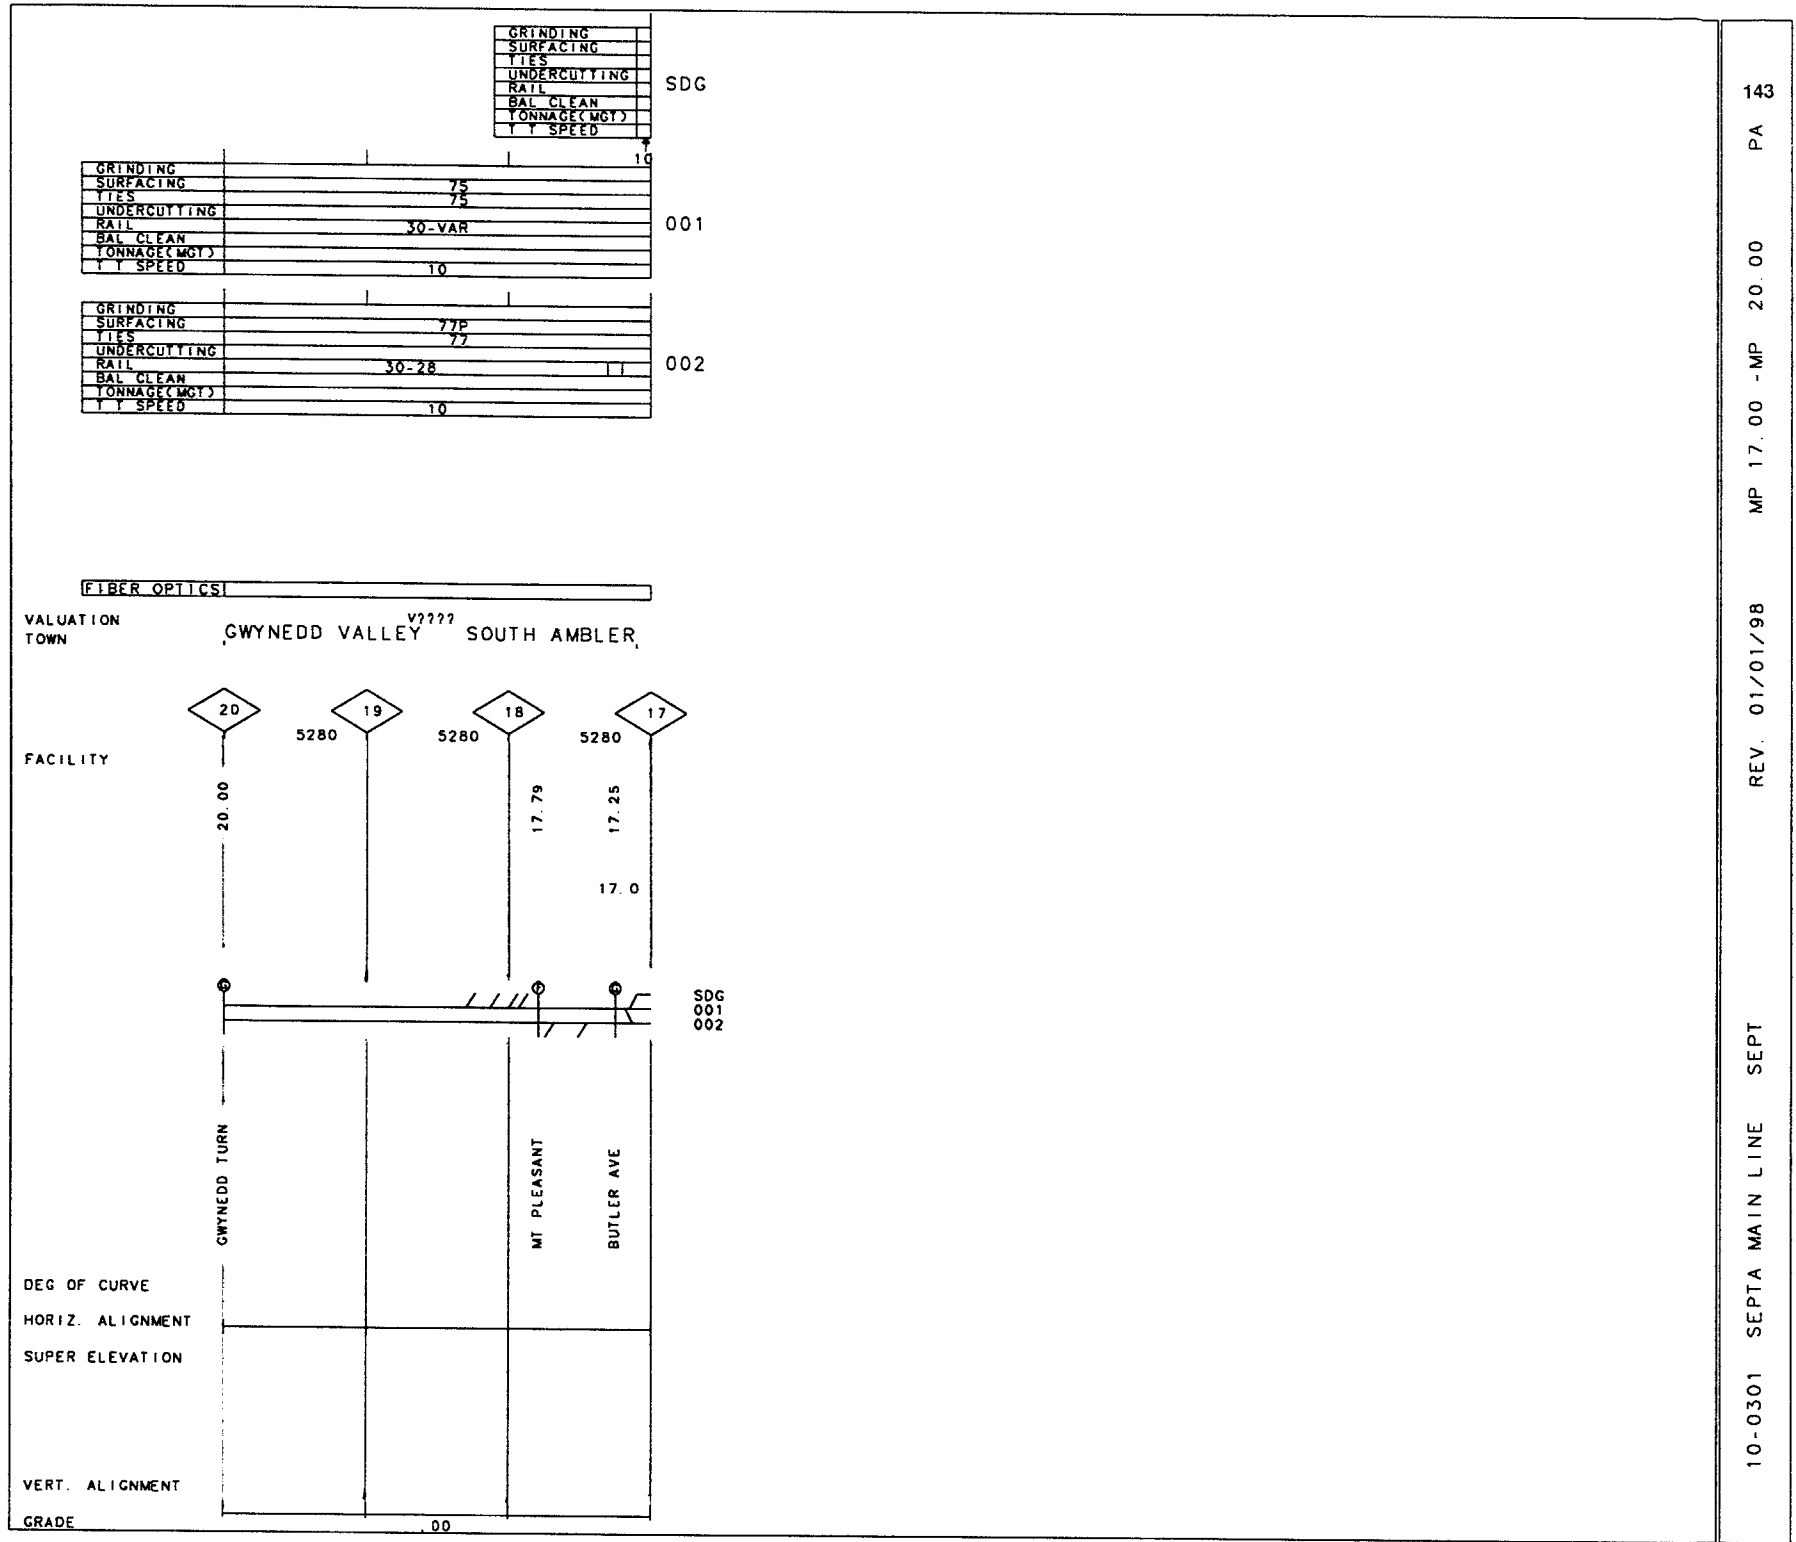 GRINDING
SURFACING
TIES
UNDERCUTTING
RAIL
BAL CLEAN
TONNAGE(MGT)
T T SPEED
SDG
10
GRINDING
SURFACING 75
TIES 75
UNDERCUTTING
RAIL 30-VAR
BAL CLEAN
TONNAGE(MGT)
T T SPEED 10
001
GRINDING
SURFACING 77P
TIES 77
UNDERCUTTING
RAIL 30-28
BAL CLEAN
TONNAGE(MGT)
T T SPEED 10
002
FIBER OPTICS
VALUATION V????
TOWN GWYNEDD VALLEY SOUTH AMBLER
20 19 18 17
5280 5280 5280
FACILITY
20.00 17.79 17.25
17.0
SDG
001
002
GWYNEDD TURN
MT PLEASANT
BUTLER AVE
DEG OF CURVE
HORIZ. ALIGNMENT
SUPER ELEVATION
VERT. ALIGNMENT
GRADE .00
10-0301 SEPTA MAIN LINE SEPT REV. 01/01/98 MP 17.00 -MP 20.00 PA 143